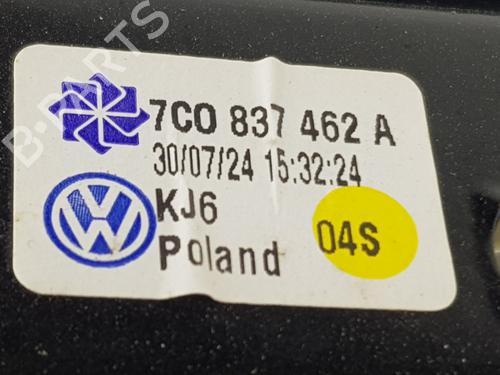 B-PARTS
7C0 837 462 A
30/07/24 15:32:24
KJ6
Poland
04S